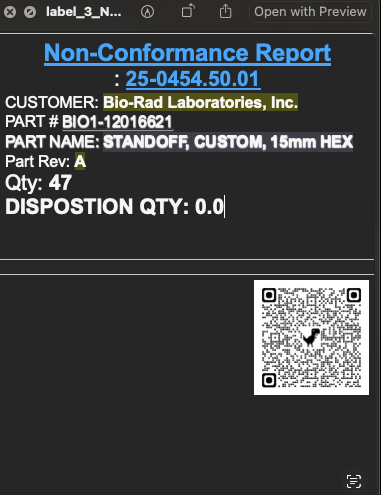 label_3_N...
Open with Preview
Non-Conformance Report
: 25-0454.50.01
CUSTOMER: Bio-Rad Laboratories, Inc.
PART # BIO1-12016621
PART NAME: STANDOFF, CUSTOM, 15mm HEX
Part Rev: A
Qty: 47
DISPOSTION QTY: 0.0